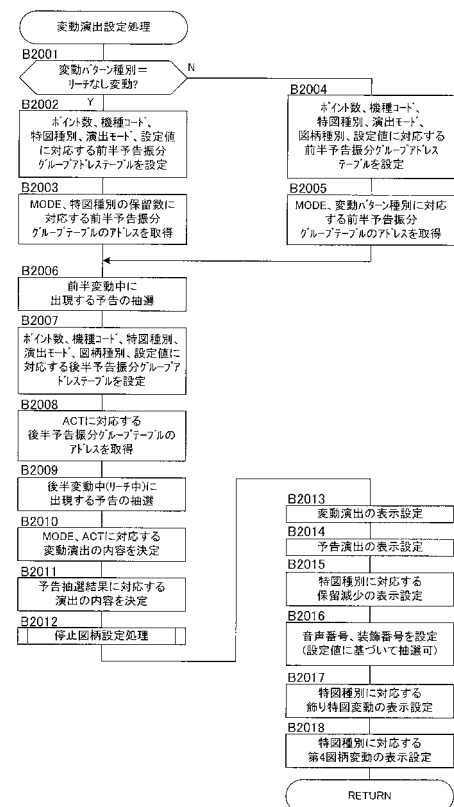 変動演出設定処理
B2001
変動パターン種別＝
リーチなし変動?
N
Y
B2002
ポイント数、機種コード、
特図種別、演出モード、設定値
に対応する前半予告振分
グループアドレステーブルを設定
B2003
MODE、特図種別の保留数に
対応する前半予告振分
グループテーブルのアドレスを取得
B2004
ポイント数、機種コード、
特図種別、演出モード、
図柄種別、設定値に対応する
前半予告振分グループアドレス
テーブルを設定
B2005
MODE、変動パターン種別に対応
する前半予告振分
グループテーブルのアドレスを取得
B2006
前半変動中に
出現する予告の抽選
B2007
ポイント数、機種コード、特図種別、
演出モード、図柄種別、設定値に
対応する後半予告振分グループア
ドレステーブルを設定
B2008
ACTに対応する
後半予告振分グループテーブルの
アドレスを取得
B2009
後半変動中(リーチ中)に
出現する予告の抽選
B2010
MODE、ACTに対応する
変動演出の内容を決定
B2011
予告抽選結果に対応する
演出の内容を決定
B2012
停止図柄設定処理
B2013
変動演出の表示設定
B2014
予告演出の表示設定
B2015
特図種別に対応する
保留減少の表示設定
B2016
音声番号、装飾番号を設定
(設定値に基づいて抽選可)
B2017
特図種別に対応する
飾り特図変動の表示設定
B2018
特図種別に対応する
第4図柄変動の表示設定
RETURN